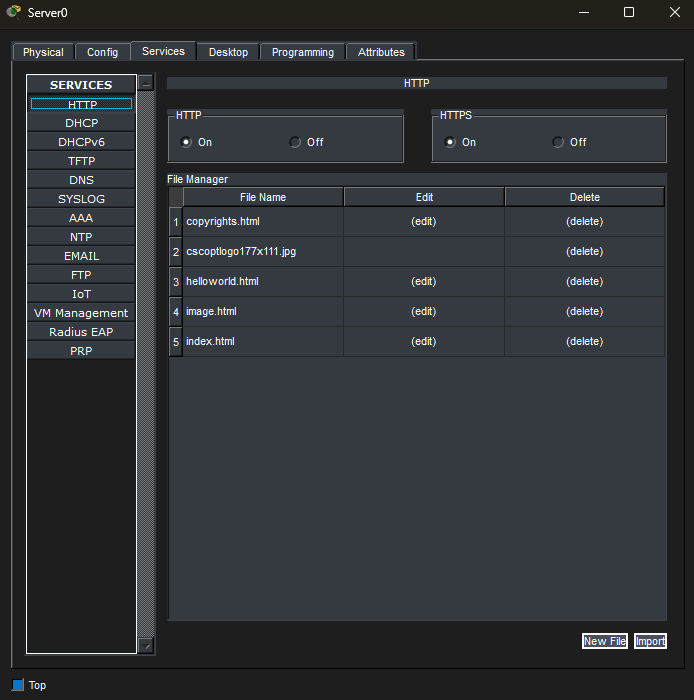 Server0
Physical Config Services Desktop Programming Attributes
SERVICES
HTTP
DHCP
DHCPv6
TFTP
DNS
SYSLOG
AAA
NTP
EMAIL
FTP
IoT
VM Management
Radius EAP
PRP
HTTP
HTTP
On Off
HTTPS
On Off
File Manager
File Name Edit Delete
1 copyrights.html (edit) (delete)
2 cscoptlogo177x111.jpg (delete)
3 helloworld.html (edit) (delete)
4 image.html (edit) (delete)
5 index.html (edit) (delete)
New File Import
Top